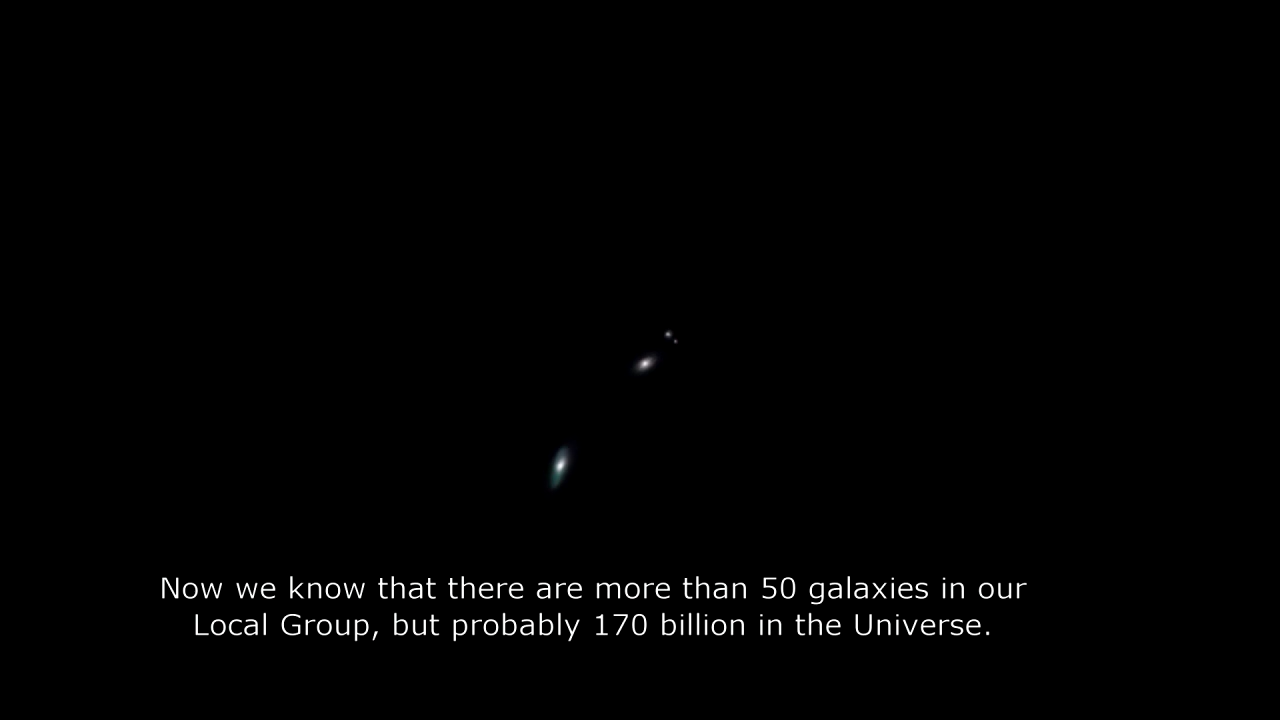 Now we know that there are more than 50 galaxies in our
Local Group, but probably 170 billion in the Universe.